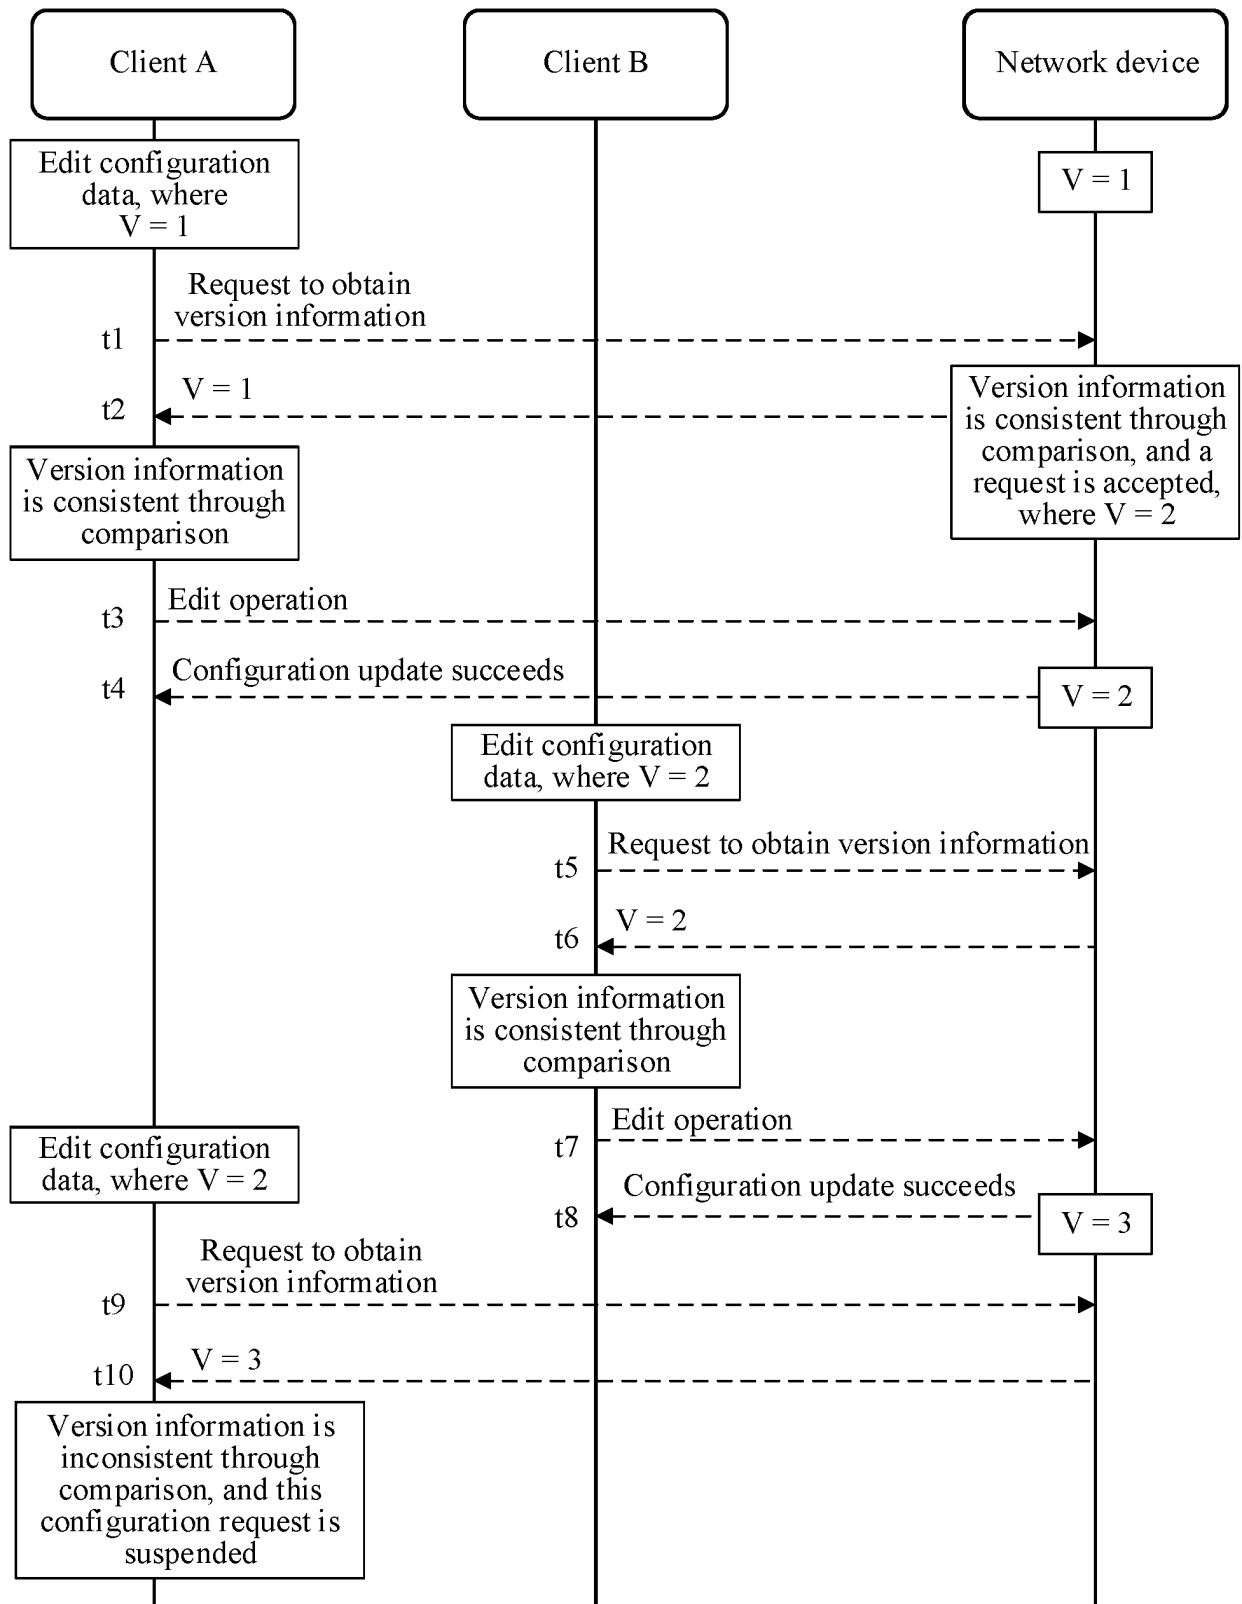 Client A
Client B
Network device
Edit configuration
data, where
V = 1
V = 1
Request to obtain
version information
t1
V = 1
t2
Version information
is consistent through
comparison, and a
request is accepted,
where V = 2
Version information
is consistent through
comparison
Edit operation
t3
Configuration update succeeds
t4
V = 2
Edit configuration
data, where V = 2
Request to obtain version information
t5
V = 2
t6
Version information
is consistent through
comparison
Edit operation
t7
Edit configuration
data, where V = 2
Configuration update succeeds
t8
V = 3
Request to obtain
version information
t9
V = 3
t10
Version information is
inconsistent through
comparison, and this
configuration request is
suspended